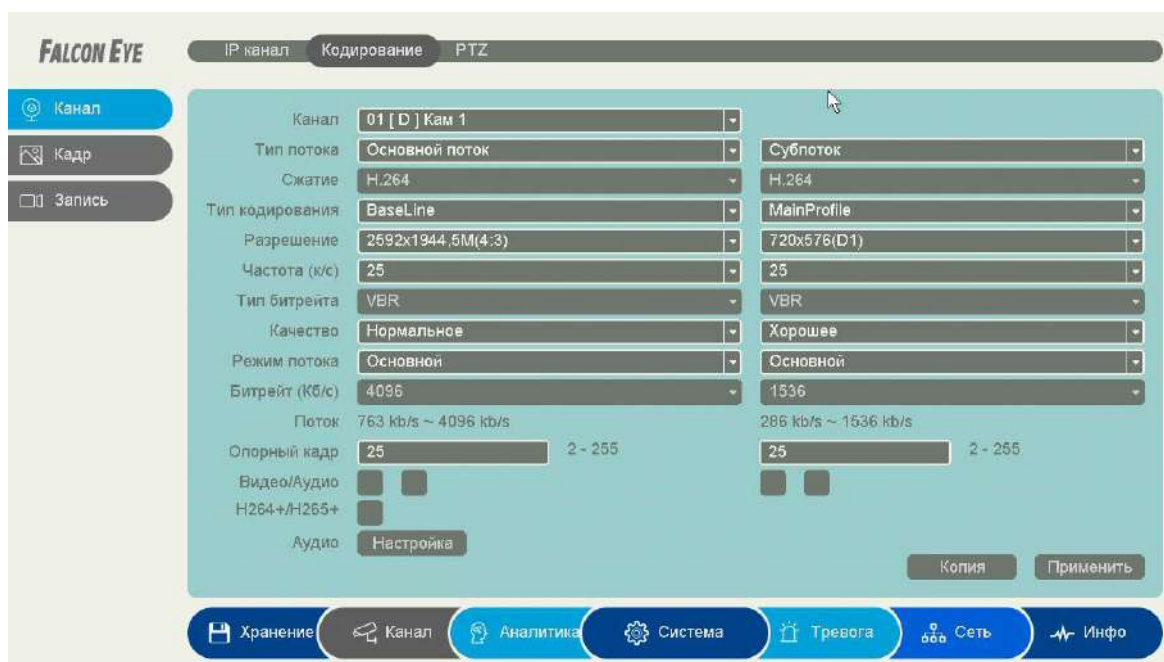 FALCON EYE
IP канал Кодирование PTZ
Канал
Кадр
Запись
Канал 01 [ D ] Кам 1
Тип потока Основной поток Субпоток
Сжатие H.264 H.264
Тип кодирования BaseLine MainProfile
Разрешение 2592x1944,5M(4:3) 720x576(D1)
Частота (к/с) 25 25
Тип битрейта VBR VBR
Качество Нормальное Хорошее
Режим потока Основной Основной
Битрейт (Кб/с) 4096 1536
Поток 763 kb/s ~ 4096 kb/s 286 kb/s ~ 1536 kb/s
Опорный кадр 25 2 - 255 25 2 - 255
Видео/Аудио
H264+/H265+
Аудио Настройка
Копия Применить
Хранение Канал Аналитика Система Тревога Сеть Инфо